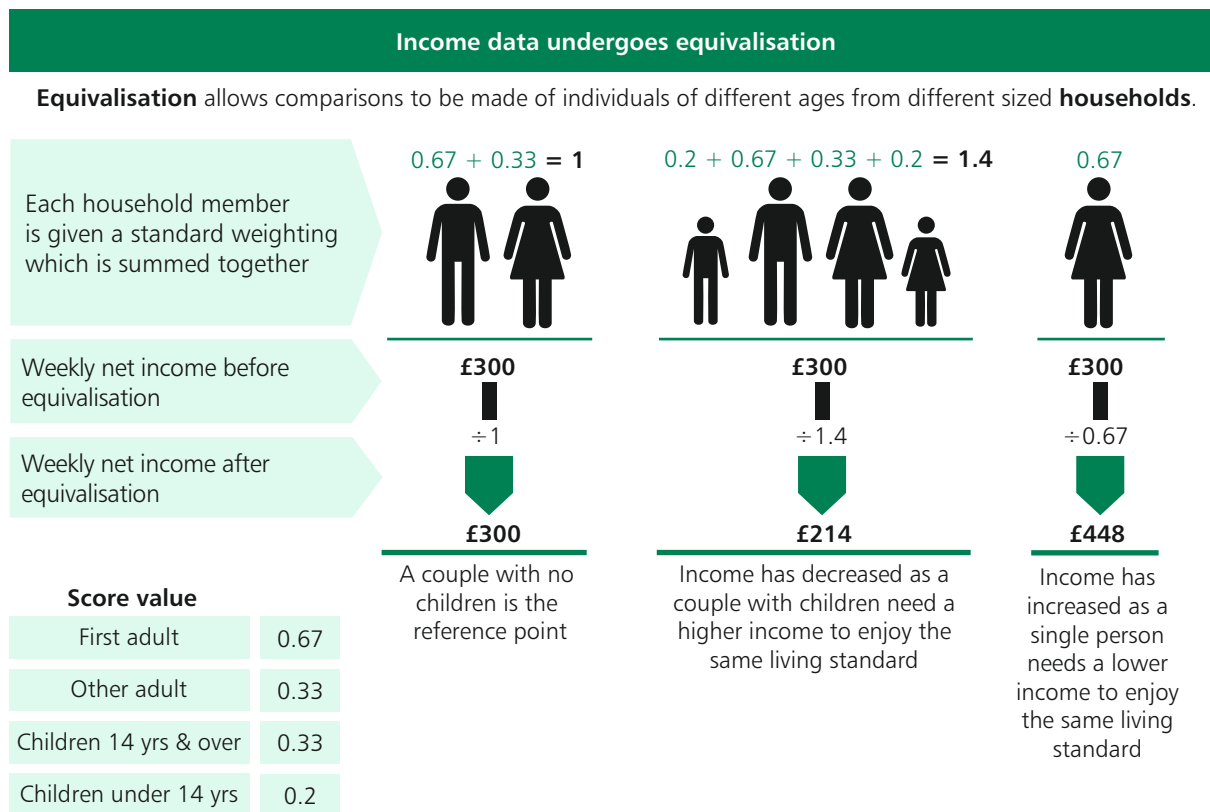 Income data undergoes equivalisation
Equivalisation allows comparisons to be made of individuals of different ages from different sized households.
Each household member
is given a standard weighting
which is summed together
0.67 + 0.33 = 1
0.2 + 0.67 + 0.33 + 0.2 = 1.4
0.67
Weekly net income before
equivalisation
£300
£300
£300
÷1
÷1.4
÷0.67
Weekly net income after
equivalisation
£300
£214
£448
A couple with no
children is the
reference point
Income has decreased as a
couple with children need a
higher income to enjoy the
same living standard
Income has
increased as a
single person
needs a lower
income to enjoy
the same living
standard
Score value
First adult 0.67
Other adult 0.33
Children 14 yrs & over 0.33
Children under 14 yrs 0.2